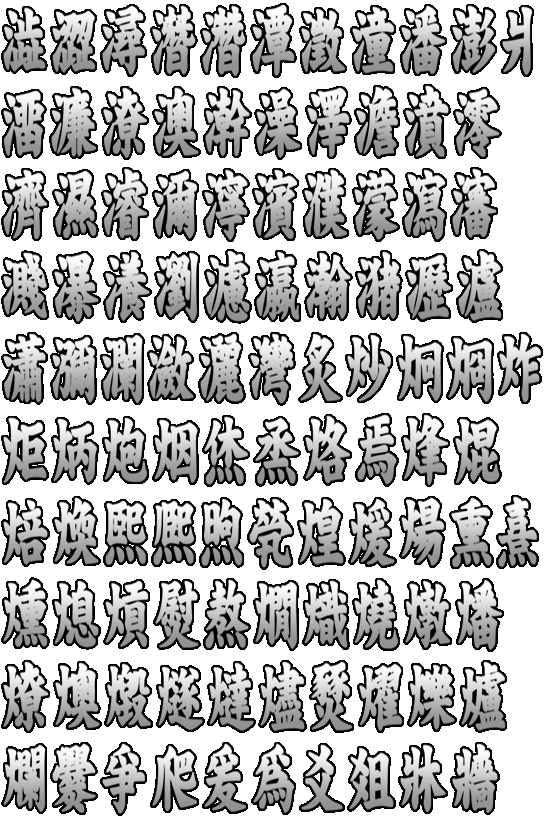 澁澀潯潛濳潭澂潼潘澎爿
澑濂潦澳澣澡澤澹濆澪
濟濕濬濔濘濱濮濛瀉瀋
濺瀑瀁瀏濾瀛瀚潴瀝瀘
瀟瀰瀾瀲灑灣炙炒炯烱炸
炬炳炮烟烋烝烙焉烽焜
焙煥煕熈煦煢煌煖煬熏熹
燻熄熕熨熬燗熾燒燉燔
燎燠燬燧燵燼燹燿爍爐
爛爨爭爬爰爲爻爼牀牆